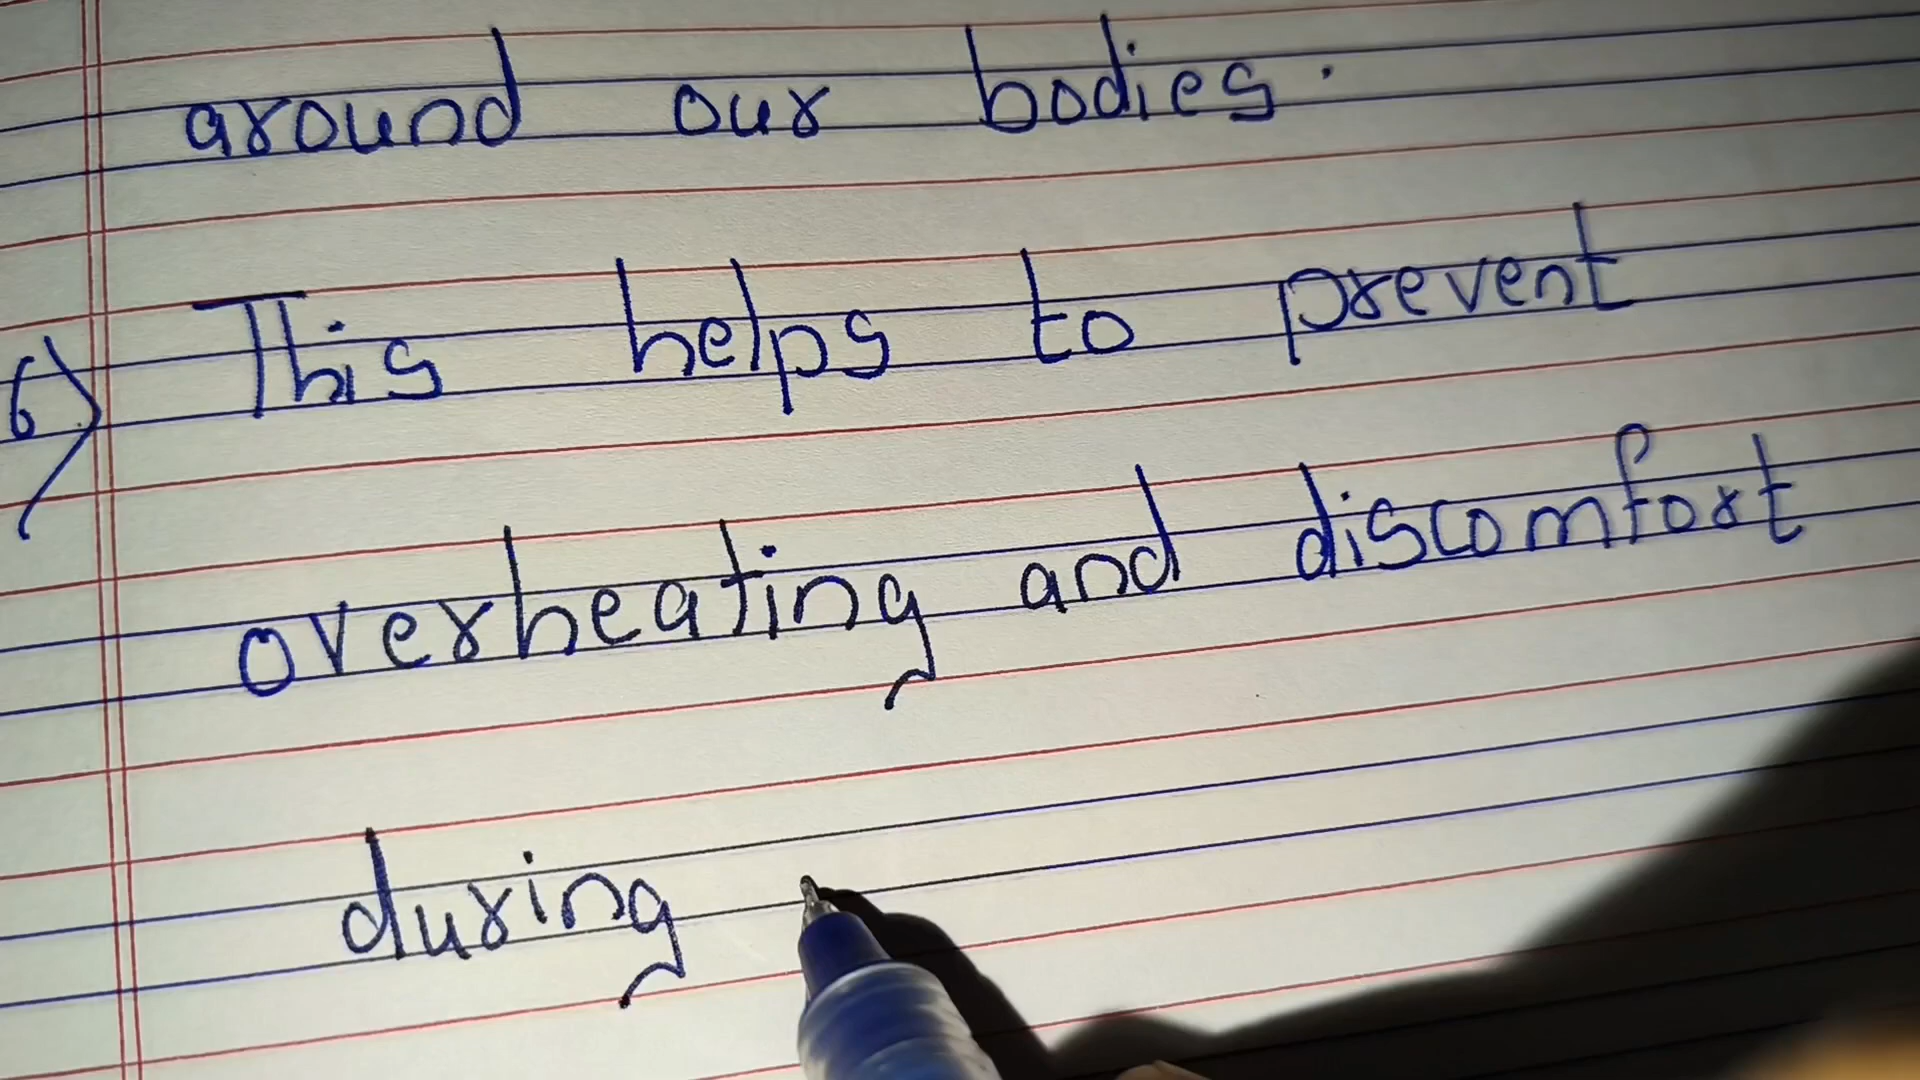 around our bodies.
6) This helps to prevent
overheating and discomfort
during